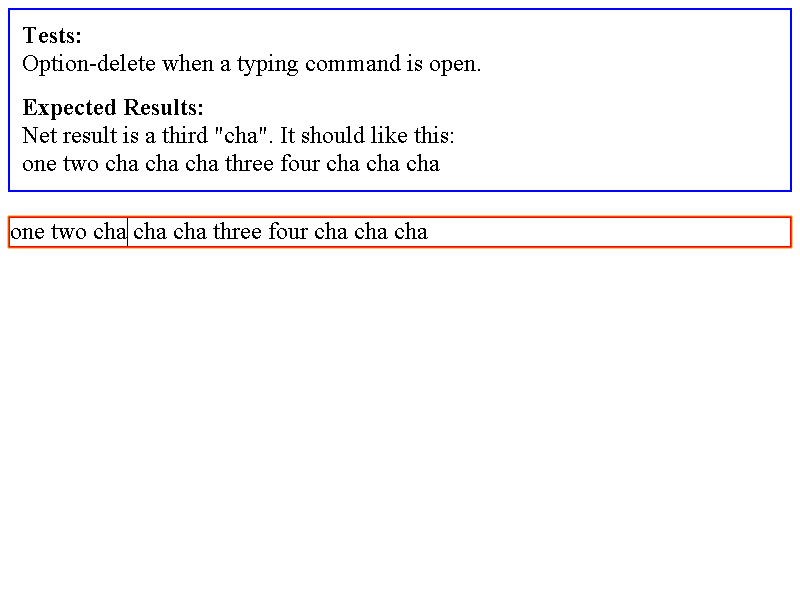 Tests:
Option-delete when a typing command is open.
Expected Results:
Net result is a third "cha". It should like this:
one two cha cha cha three four cha cha cha
one two cha cha cha three four cha cha cha